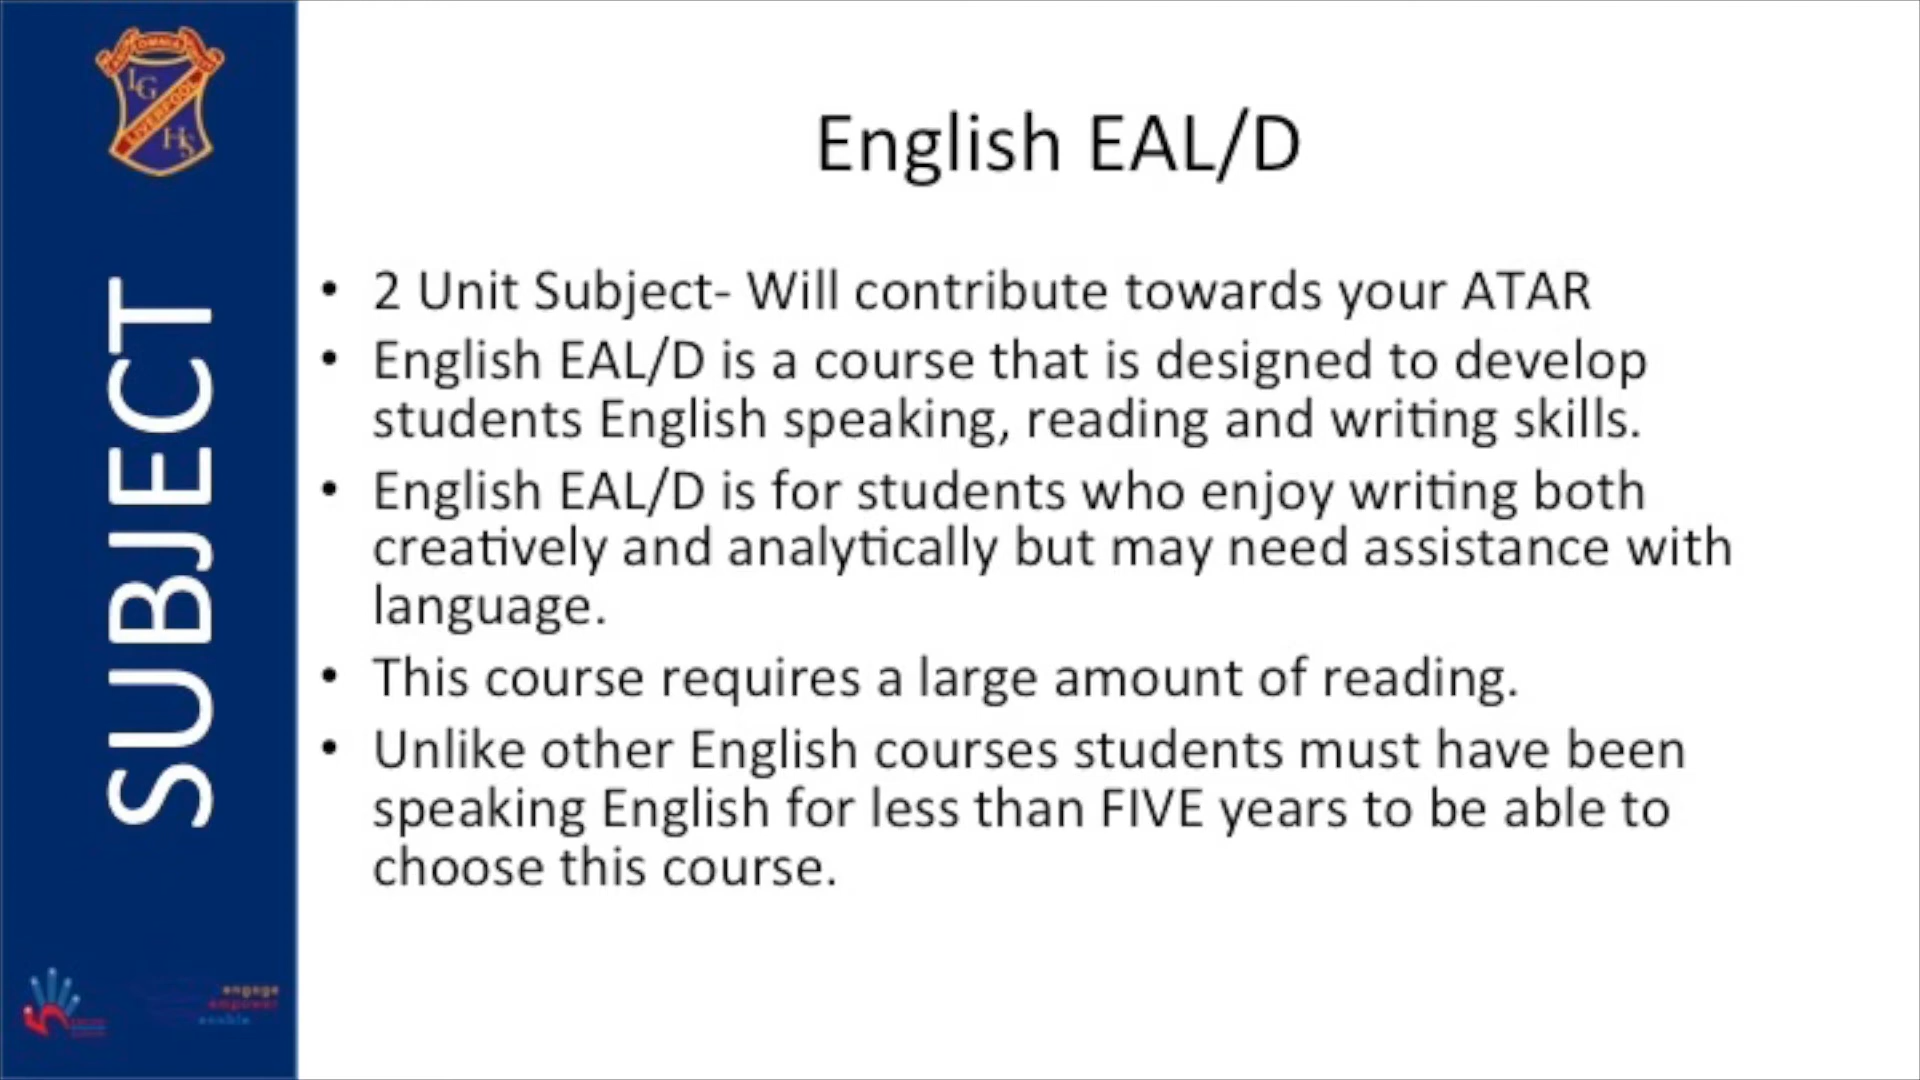 LG
LIVERPOOL
HS
SUBJECT
engage
empower
enable
English EAL/D
• 2 Unit Subject- Will contribute towards your ATAR
• English EAL/D is a course that is designed to develop
students English speaking, reading and writing skills.
• English EAL/D is for students who enjoy writing both
creatively and analytically but may need assistance with
language.
• This course requires a large amount of reading.
• Unlike other English courses students must have been
speaking English for less than FIVE years to be able to
choose this course.